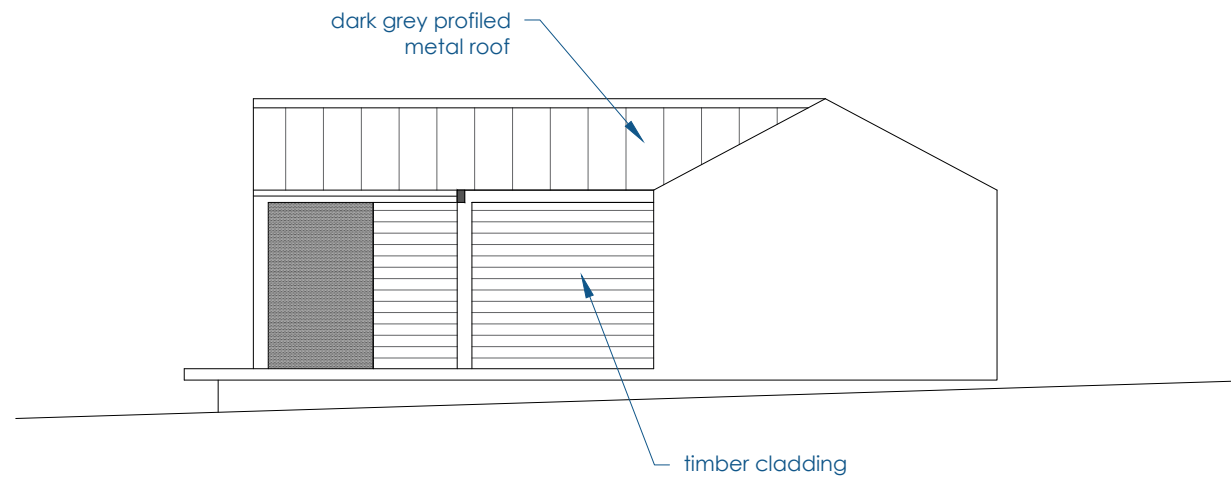 dark grey profiled
metal roof
timber cladding